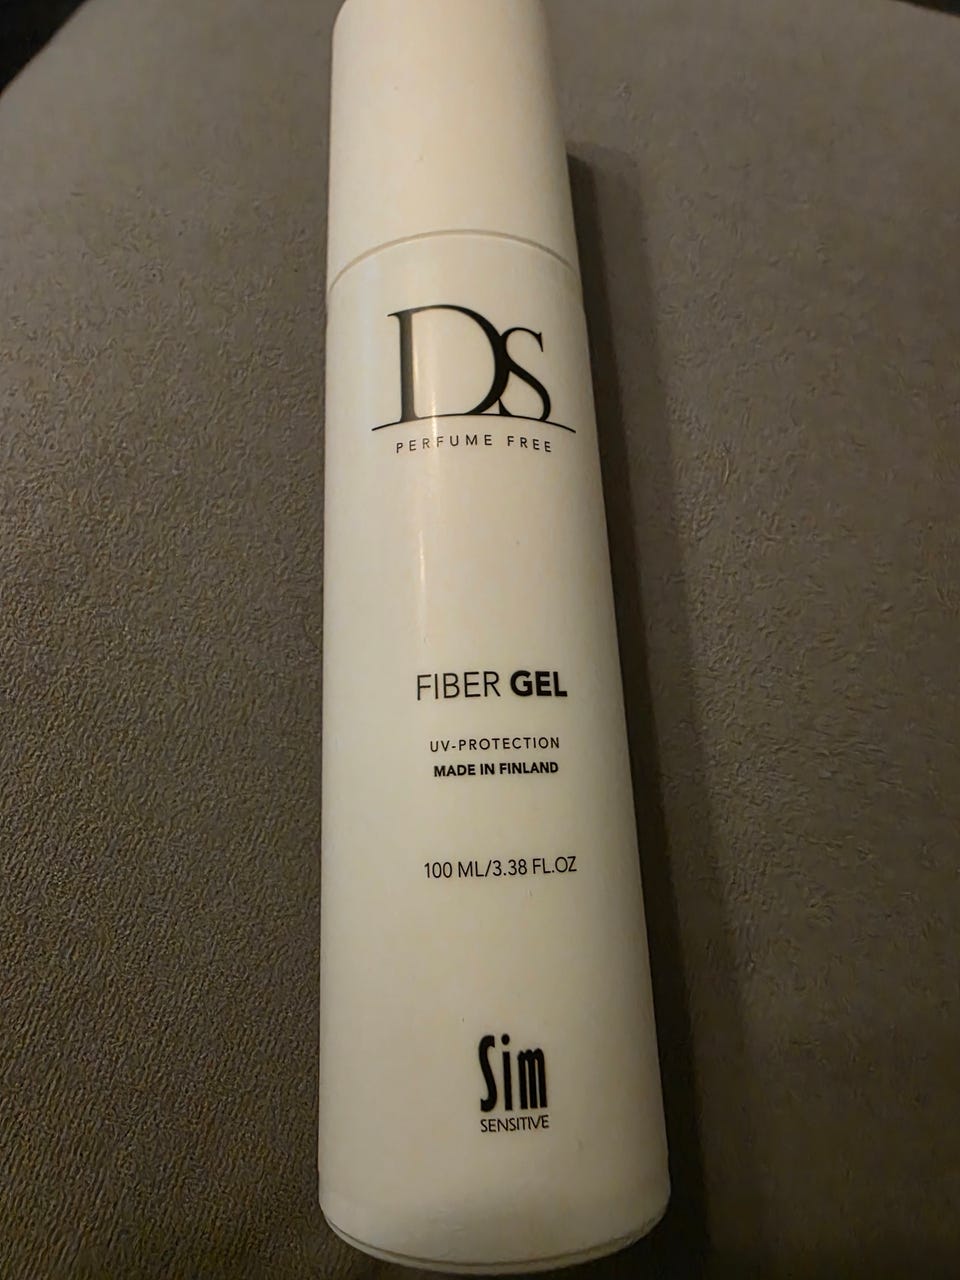 DS
PERFUME FREE
FIBER GEL
UV-PROTECTION
MADE IN FINLAND
100 ML/3.38 FL.OZ
Sim
SENSITIVE